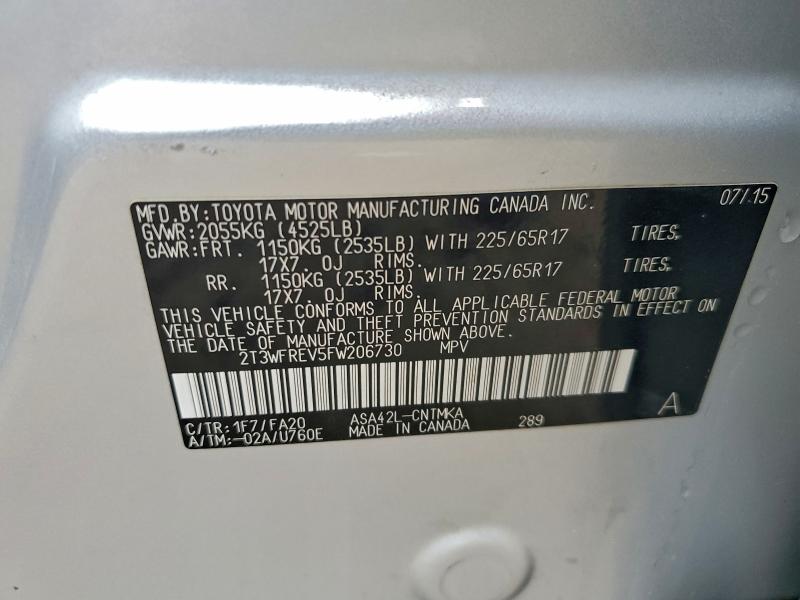 MFD.BY:TOYOTA MOTOR MANUFACTURING CANADA INC. 07/15
GVWR:2055KG (4525LB)
GAWR:FRT. 1150KG (2535LB) WITH 225/65R17 TIRES,
17X7. 0J RIMS.
RR. 1150KG (2535LB) WITH 225/65R17 TIRES,
17X7. 0J RIMS.
THIS VEHICLE CONFORMS TO ALL APPLICABLE FEDERAL MOTOR
VEHICLE SAFETY AND THEFT PREVENTION STANDARDS IN EFFECT ON
THE DATE OF MANUFACTURE SHOWN ABOVE.
2T3WFREV5FW206730 MPV
C/TR:1F7/FA20 ASA42L-CNTMKA 289 A
A/TM:-02A/U760E MADE IN CANADA